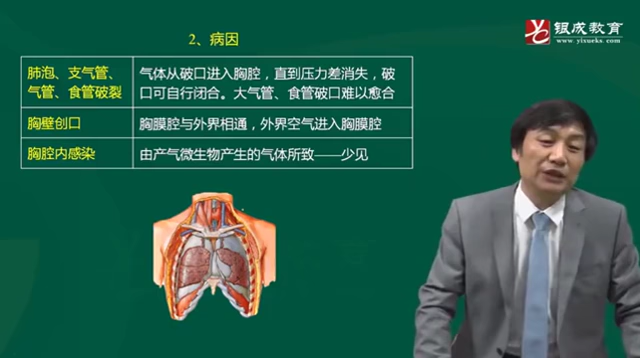 银成教育
www.yixueks.com
2、病因
肺泡、支气管、
气管、食管破裂
气体从破口进入胸腔，直到压力差消失，破
口可自行闭合。大气管、食管破口难以愈合
胸壁创口
胸膜腔与外界相通，外界空气进入胸膜腔
胸腔内感染
由产气微生物产生的气体所致——少见